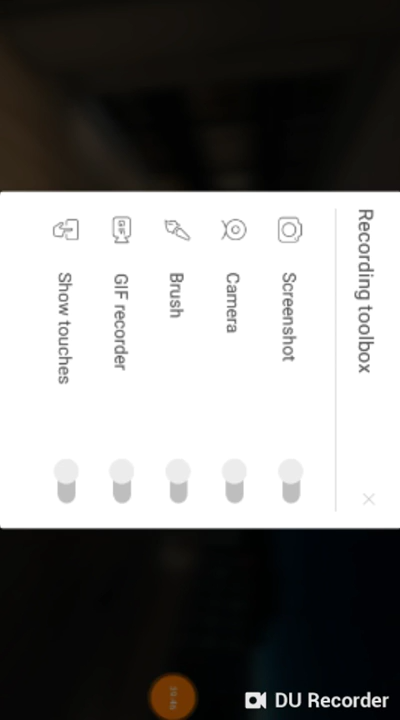 Recording toolbox
Screenshot
Camera
Brush
GIF recorder
Show touches
DU Recorder